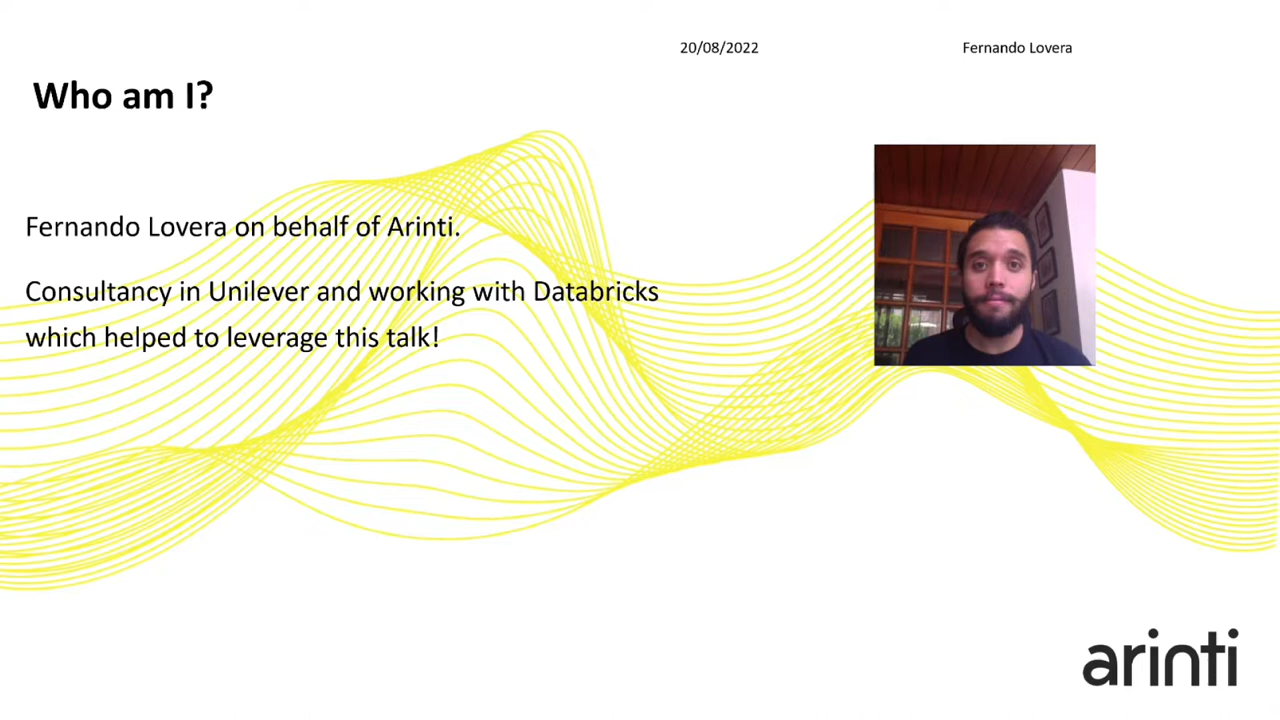 20/08/2022
Fernando Lovera
Who am I?
Fernando Lovera on behalf of Arinti.
Consultancy in Unilever and working with Databricks
which helped to leverage this talk!
arinti